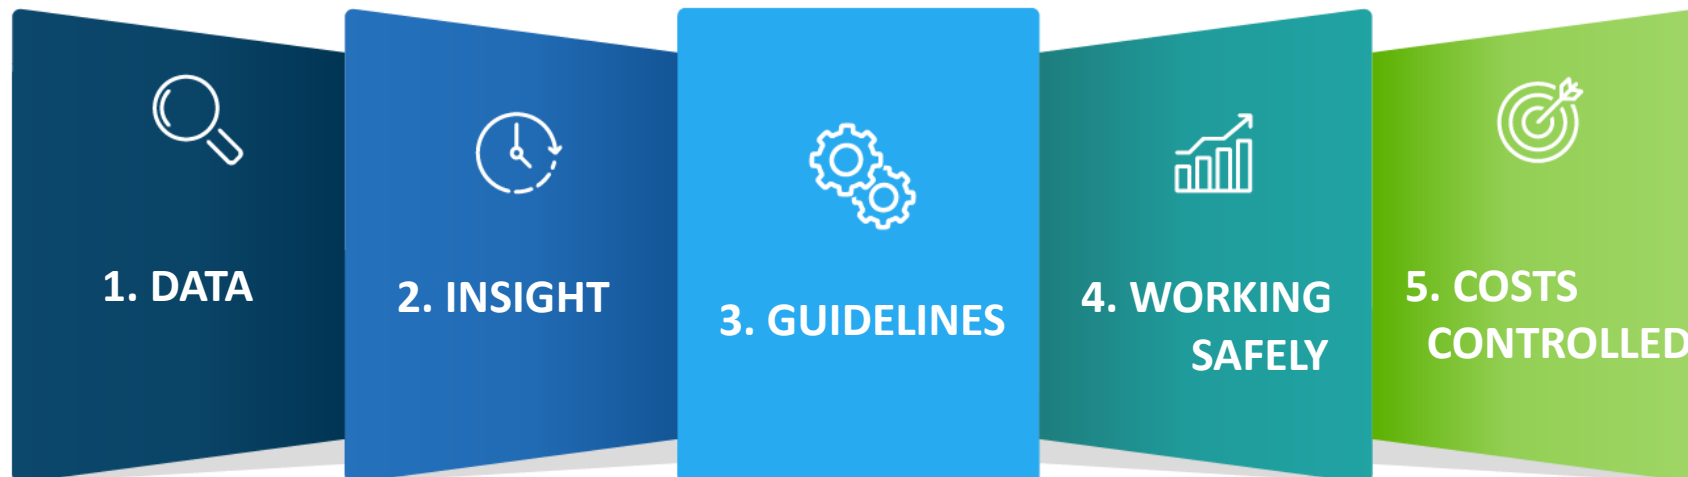 1. DATA
2. INSIGHT
3. GUIDELINES
4. WORKING
SAFELY
5. COSTS
CONTROLLED